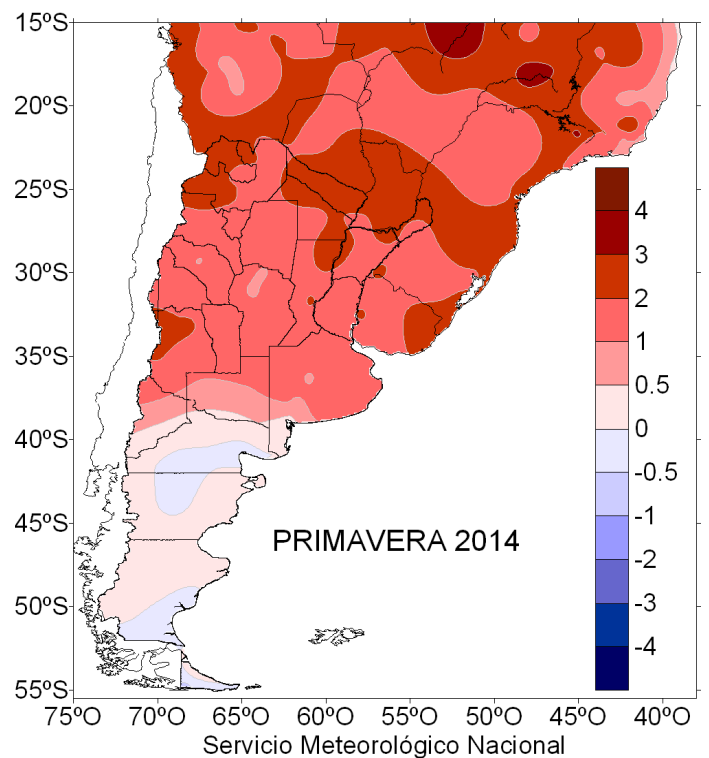 15ºS
20ºS
25ºS
30ºS
35ºS
40ºS
45ºS
50ºS
55ºS
4
3
2
1
0.5
0
-0.5
-1
-2
-3
-4
PRIMAVERA 2014
75ºO 70ºO 65ºO 60ºO 55ºO 50ºO 45ºO 40ºO
Servicio Meteorológico Nacional